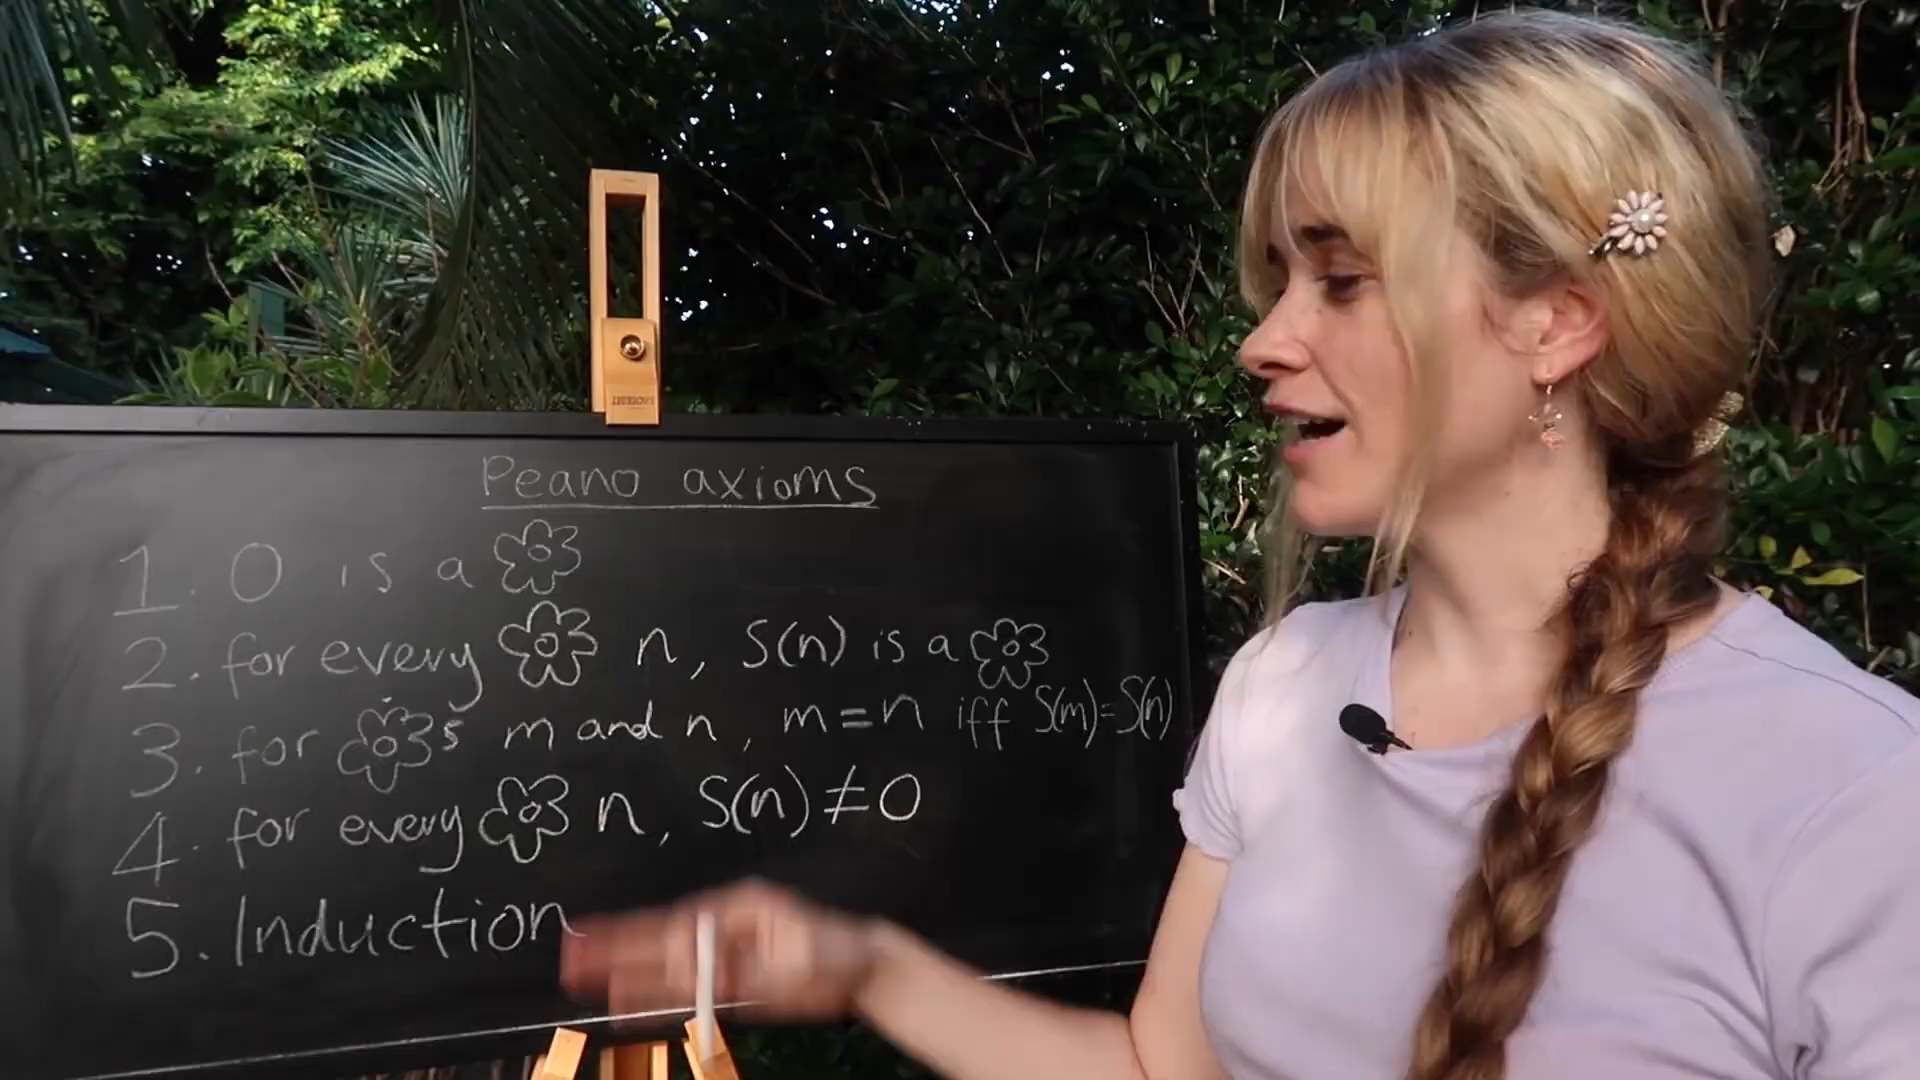 Peano axioms
1. 0 is a
2. for every n, S(n) is a
3. for s m and n, m=n iff S(m)=S(n)
4. for every n, S(n)≠0
5. Induction